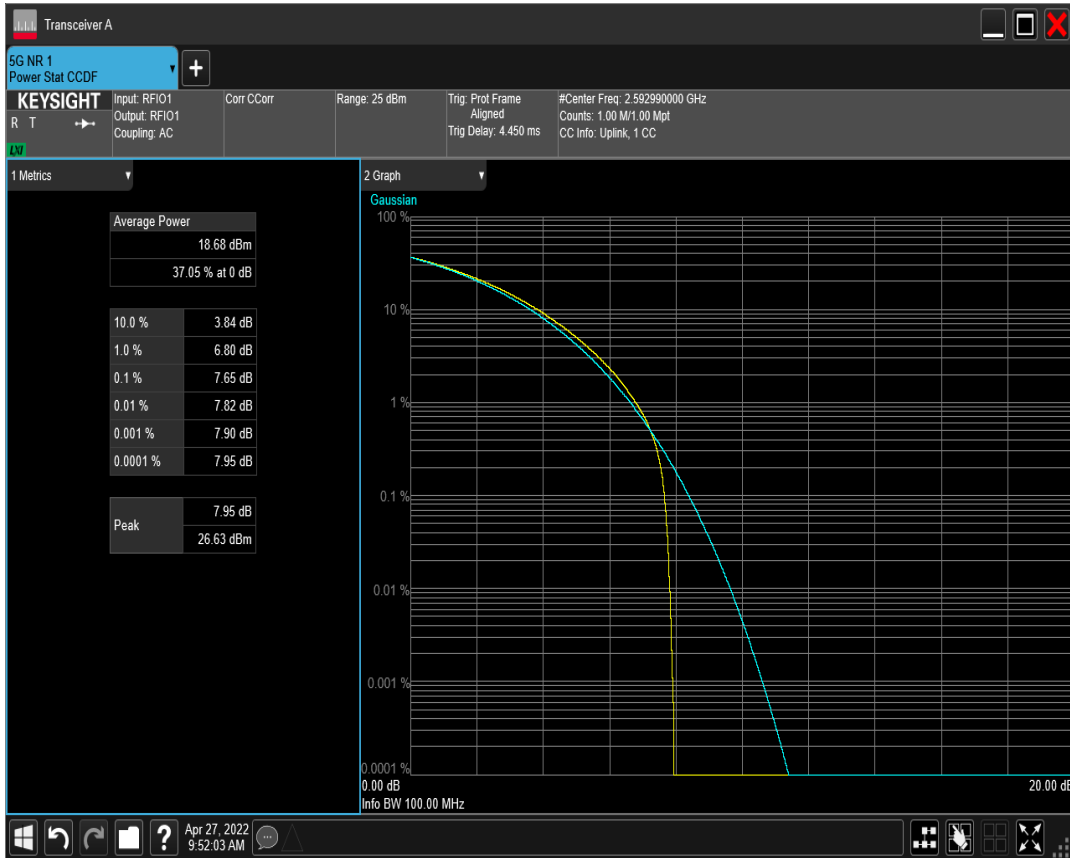 Transceiver A
5G NR 1
Power Stat CCDF
+
KEYSIGHT
R T
LXI
Input: RFIO1
Output: RFIO1
Coupling: AC
Corr CCorr
Range: 25 dBm
Trig: Prot Frame
Aligned
Trig Delay: 4.450 ms
#Center Freq: 2.592990000 GHz
Counts: 1.00 M/1.00 Mpt
CC Info: Uplink, 1 CC
1 Metrics
Average Power
18.68 dBm
37.05 % at 0 dB
10.0 % 3.84 dB
1.0 % 6.80 dB
0.1 % 7.65 dB
0.01 % 7.82 dB
0.001 % 7.90 dB
0.0001 % 7.95 dB
Peak
7.95 dB
26.63 dBm
2 Graph
Gaussian
100 %
10 %
1 %
0.1 %
0.01 %
0.001 %
0.0001 %
0.00 dB 20.00 dB
Info BW 100.00 MHz
?
Apr 27, 2022
9:52:03 AM